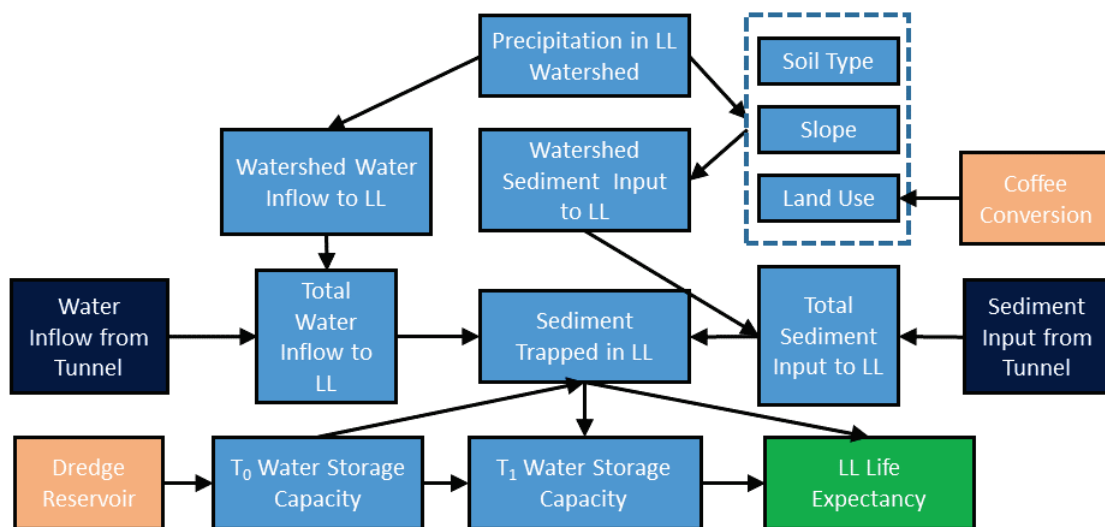 Precipitation in LL
Watershed
Soil Type
Slope
Land Use
Watershed Water
Inflow to LL
Watershed
Sediment Input
to LL
Coffee
Conversion
Water
Inflow from
Tunnel
Total
Water
Inflow to
LL
Sediment
Trapped in LL
Total
Sediment
Input to LL
Sediment
Input from
Tunnel
Dredge
Reservoir
T₀ Water Storage
Capacity
T₁ Water Storage
Capacity
LL Life
Expectancy